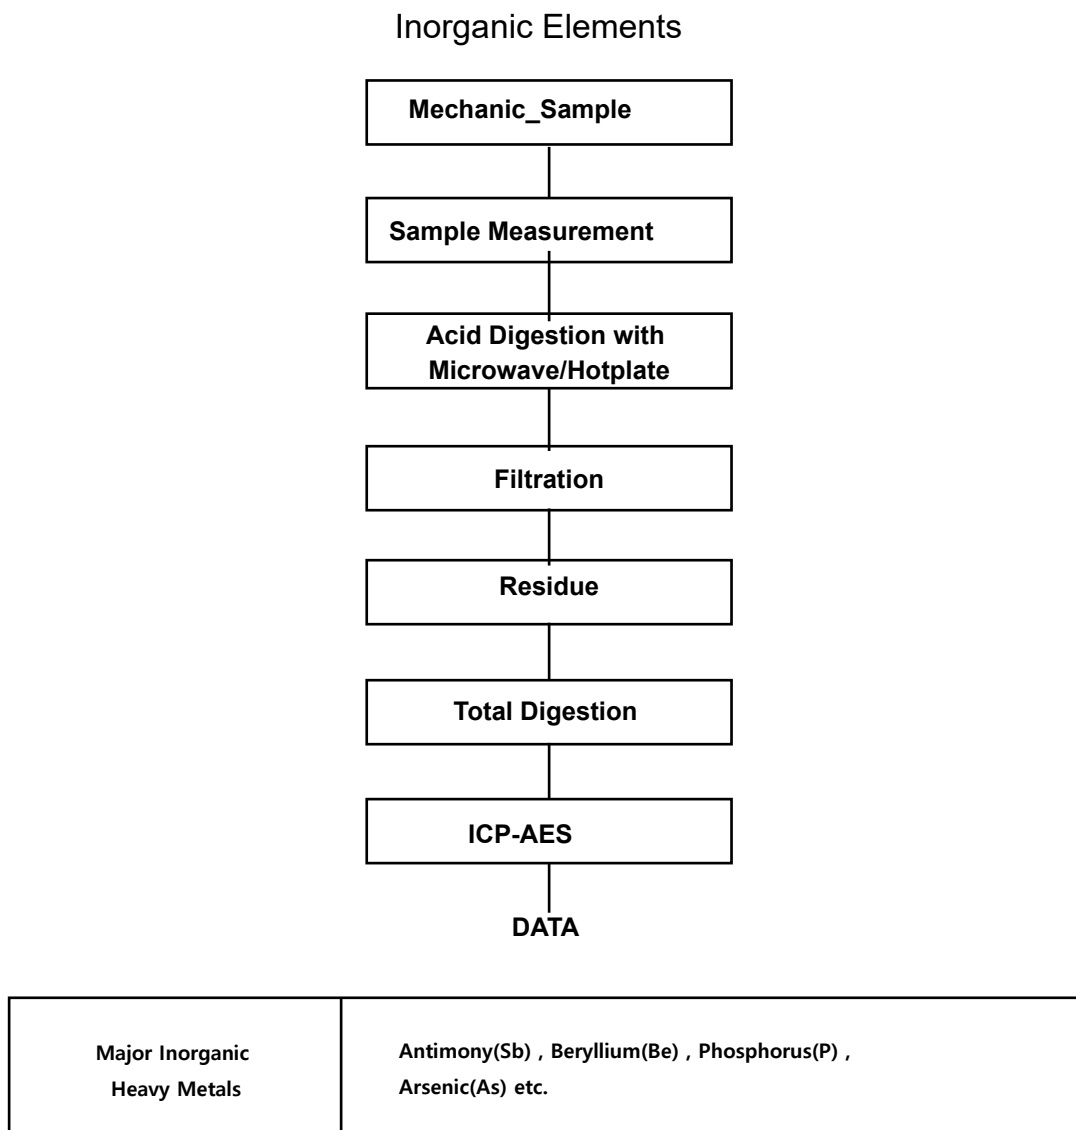 Inorganic Elements
Mechanic_Sample
Sample Measurement
Acid Digestion with
Microwave/Hotplate
Filtration
Residue
Total Digestion
ICP-AES
DATA
Major Inorganic
Heavy Metals
Antimony(Sb) , Beryllium(Be) , Phosphorus(P) ,
Arsenic(As) etc.